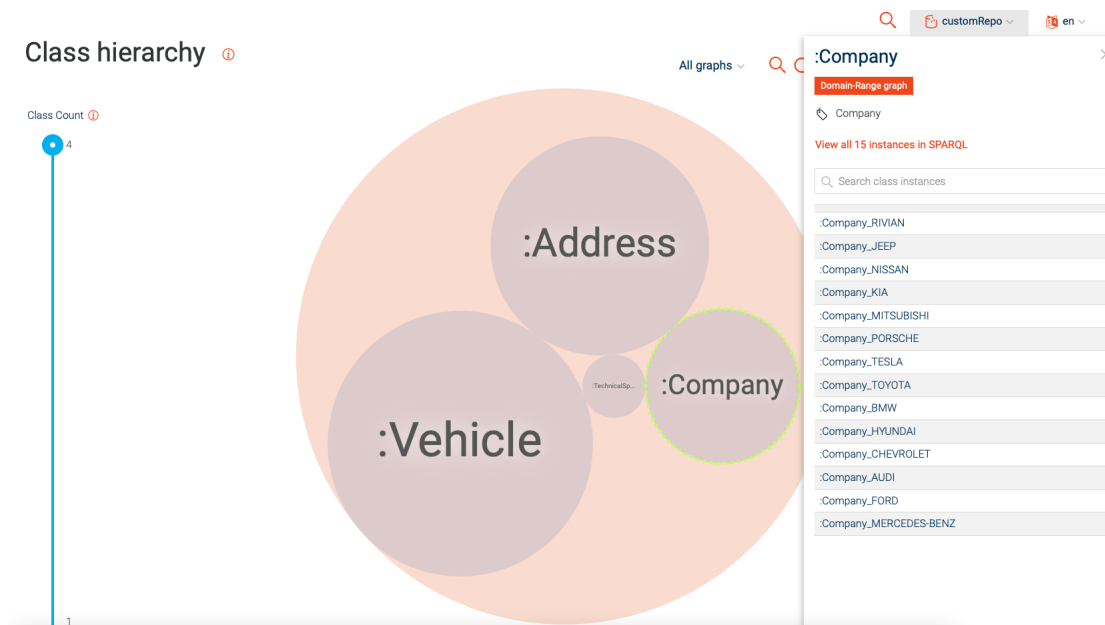 customRepo
en
Class hierarchy
All graphs
Class Count
4
1
:Address
:TechnicalSp...
:Company
:Vehicle
:Company
Domain-Range graph
Company
View all 15 instances in SPARQL
Search class instances
:Company_RIVIAN
:Company_JEEP
:Company_NISSAN
:Company_KIA
:Company_MITSUBISHI
:Company_PORSCHE
:Company_TESLA
:Company_TOYOTA
:Company_BMW
:Company_HYUNDAI
:Company_CHEVROLET
:Company_AUDI
:Company_FORD
:Company_MERCEDES-BENZ